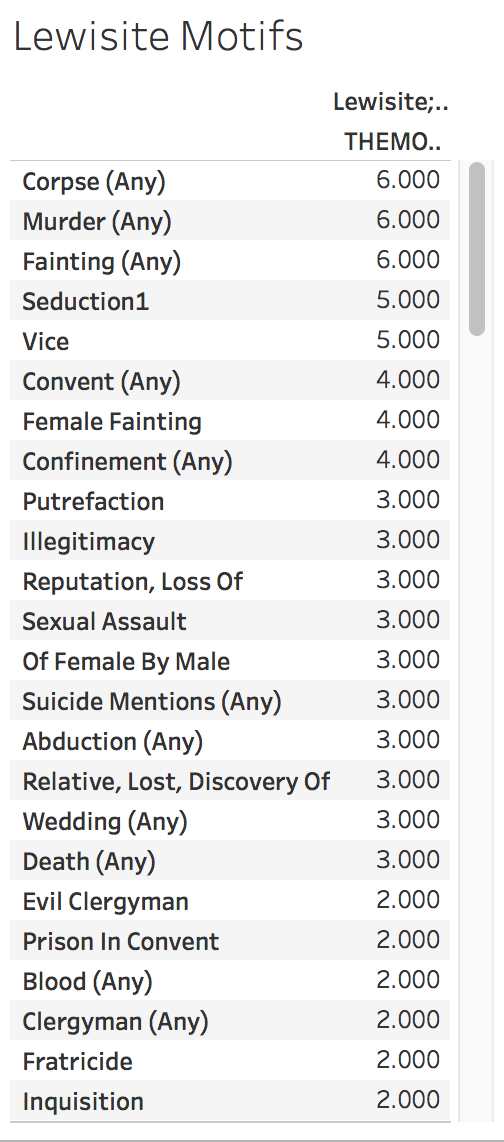 Lewisite Motifs
Lewisite;..
THEMO..
Corpse (Any) 6.000
Murder (Any) 6.000
Fainting (Any) 6.000
Seduction1 5.000
Vice 5.000
Convent (Any) 4.000
Female Fainting 4.000
Confinement (Any) 4.000
Putrefaction 3.000
Illegitimacy 3.000
Reputation, Loss Of 3.000
Sexual Assault 3.000
Of Female By Male 3.000
Suicide Mentions (Any) 3.000
Abduction (Any) 3.000
Relative, Lost, Discovery Of 3.000
Wedding (Any) 3.000
Death (Any) 3.000
Evil Clergyman 2.000
Prison In Convent 2.000
Blood (Any) 2.000
Clergyman (Any) 2.000
Fratricide 2.000
Inquisition 2.000